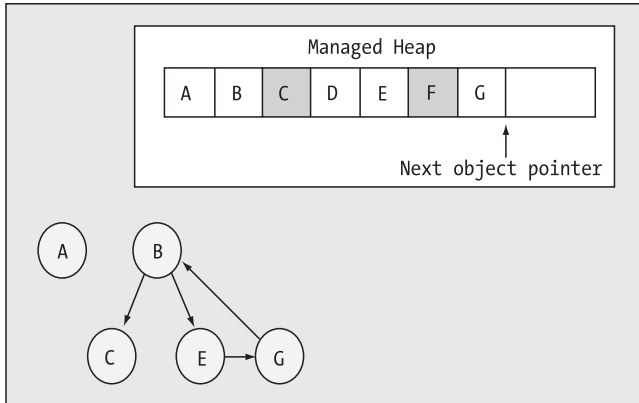 Managed Heap
A B C D E F G
Next object pointer
A B
C E G